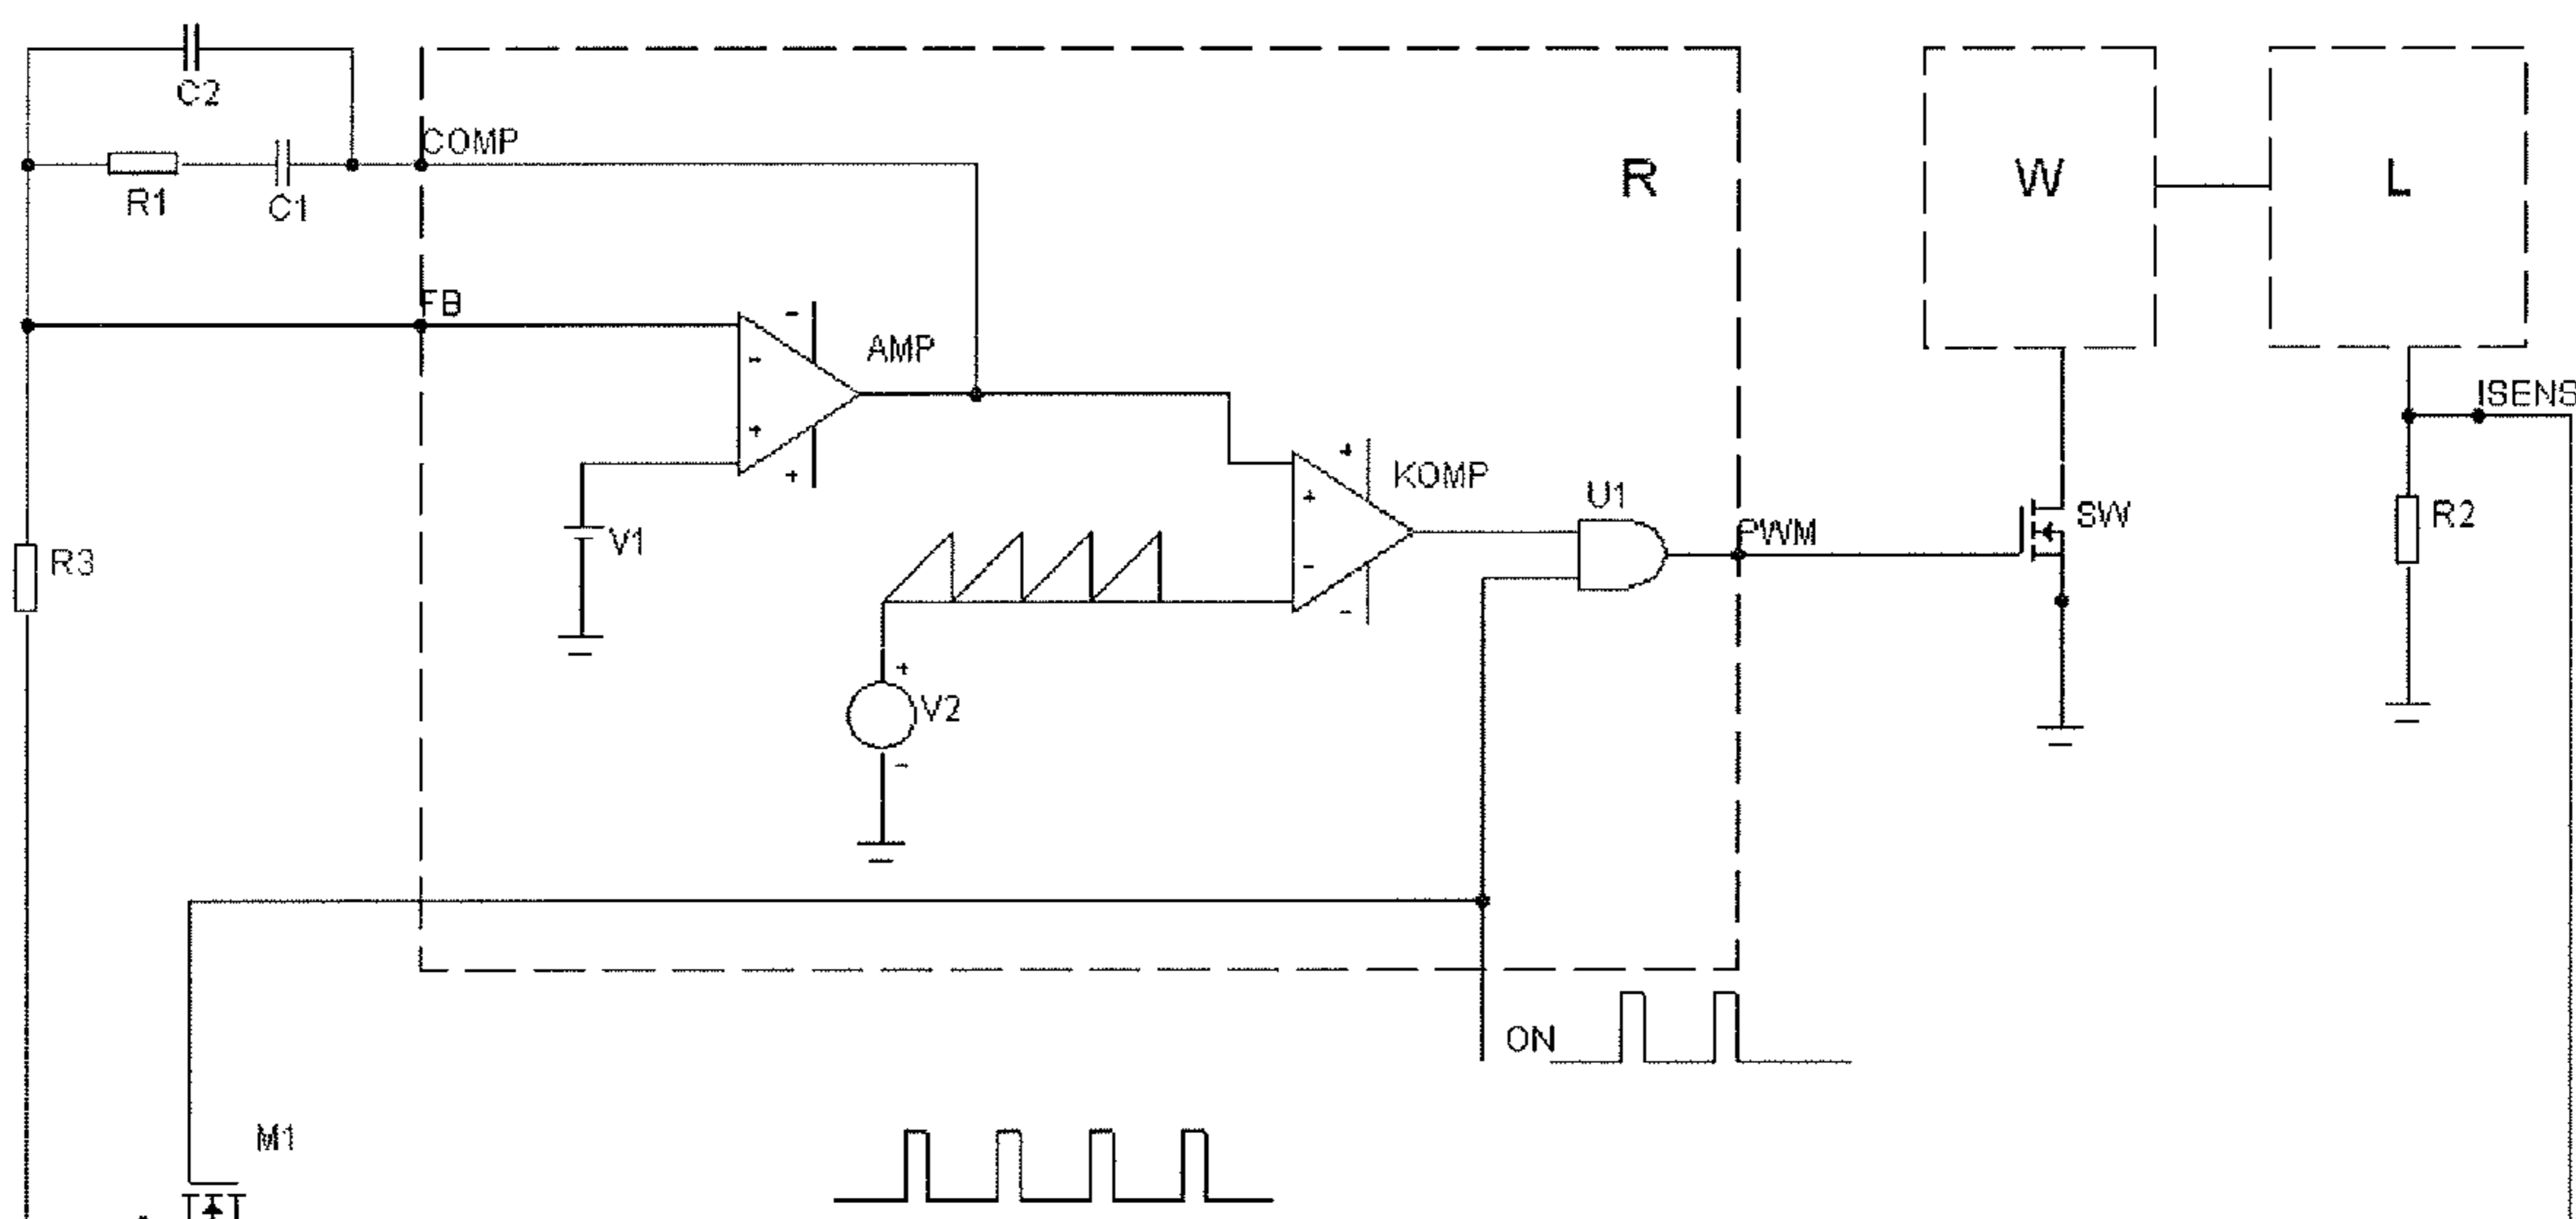 C2
COMP
R
W
L
R1
C1
FB
AMP
ISENS
KOMP
U1
PWM
SW
R2
V1
R3
V2
ON
M1